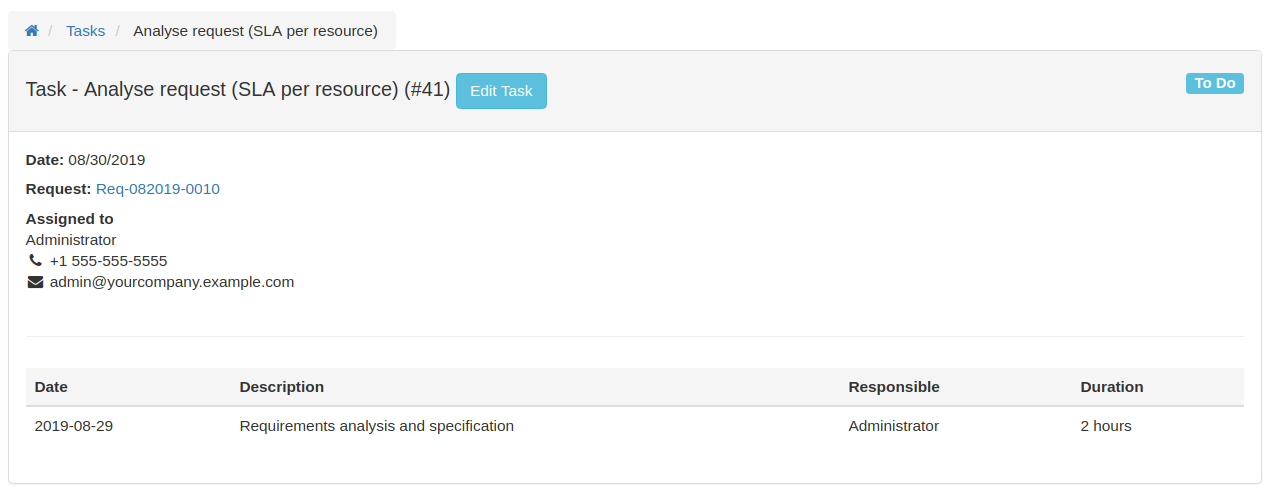 / Tasks / Analyse request (SLA per resource)
Task - Analyse request (SLA per resource) (#41) Edit Task To Do
Date: 08/30/2019
Request: Req-082019-0010
Assigned to
Administrator
+1 555-555-5555
admin@yourcompany.example.com
Date Description Responsible Duration
2019-08-29 Requirements analysis and specification Administrator 2 hours